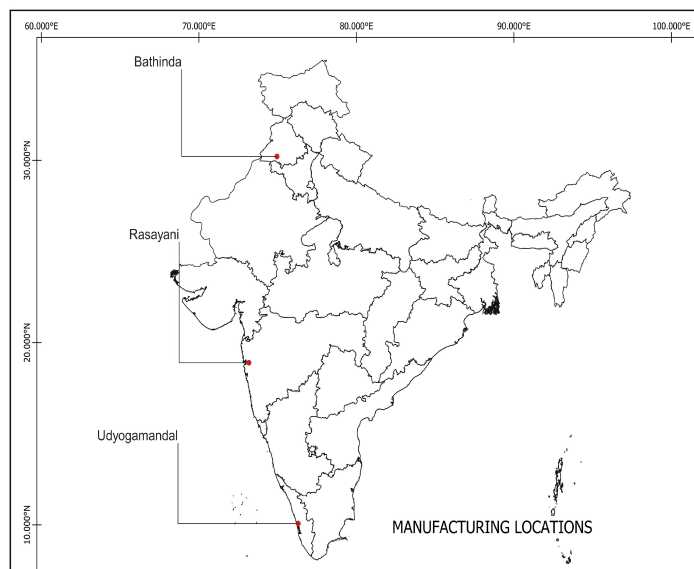 60.000°E 70.000°E 80.000°E 90.000°E 100.000°E
Bathinda
30.000°N
Rasayani
20.000°N
Udyogamandal
10.000°N
MANUFACTURING LOCATIONS